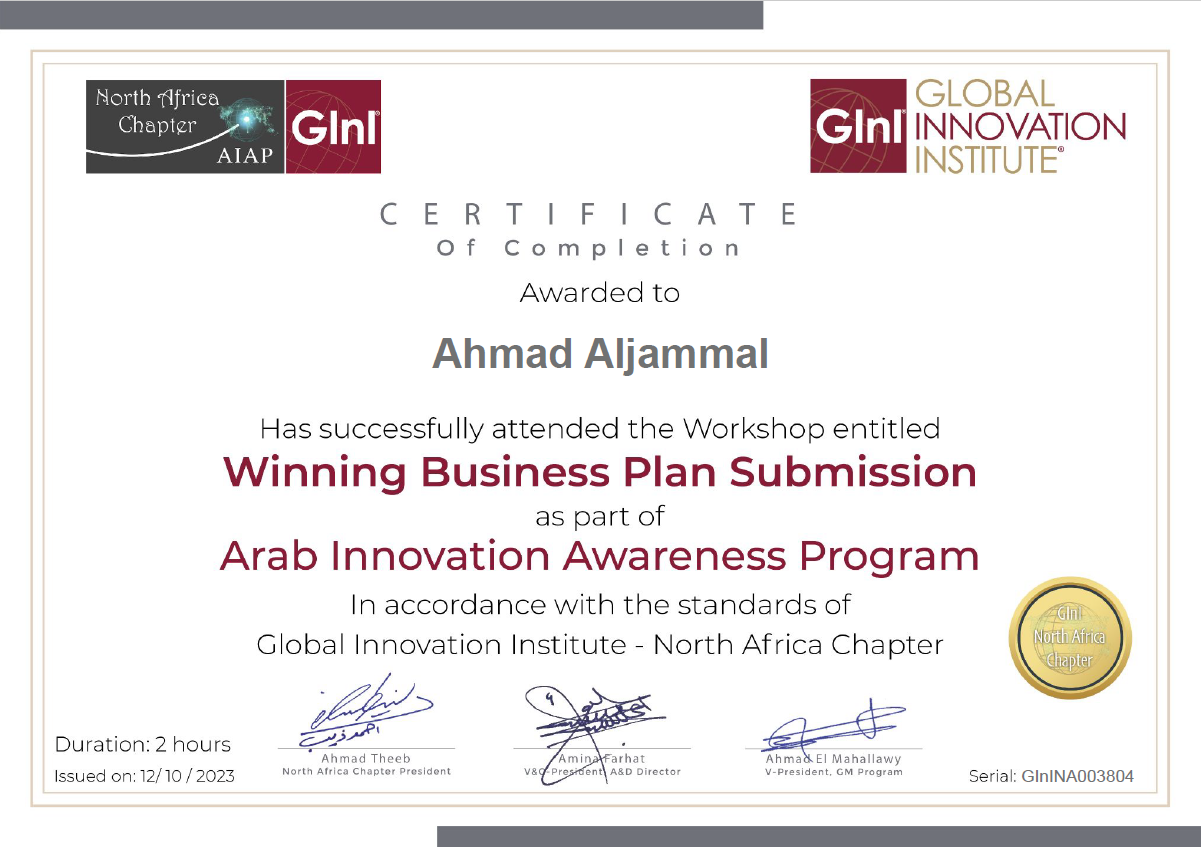 North Africa
Chapter
AIAP
GInI®
GInI®
GLOBAL
INNOVATION
INSTITUTE®
CERTIFICATE
Of Completion
Awarded to
Ahmad Aljammal
Has successfully attended the Workshop entitled
Winning Business Plan Submission
as part of
Arab Innovation Awareness Program
In accordance with the standards of
Global Innovation Institute - North Africa Chapter
GInI
North Africa
Chapter
احمد ذيب
Duration: 2 hours
Issued on: 12/ 10 / 2023
Ahmad Theeb
North Africa Chapter President
Amina Farhat
V&C-President, A&D Director
Ahmad El Mahallawy
V-President, GM Program
Serial: GInINA003804